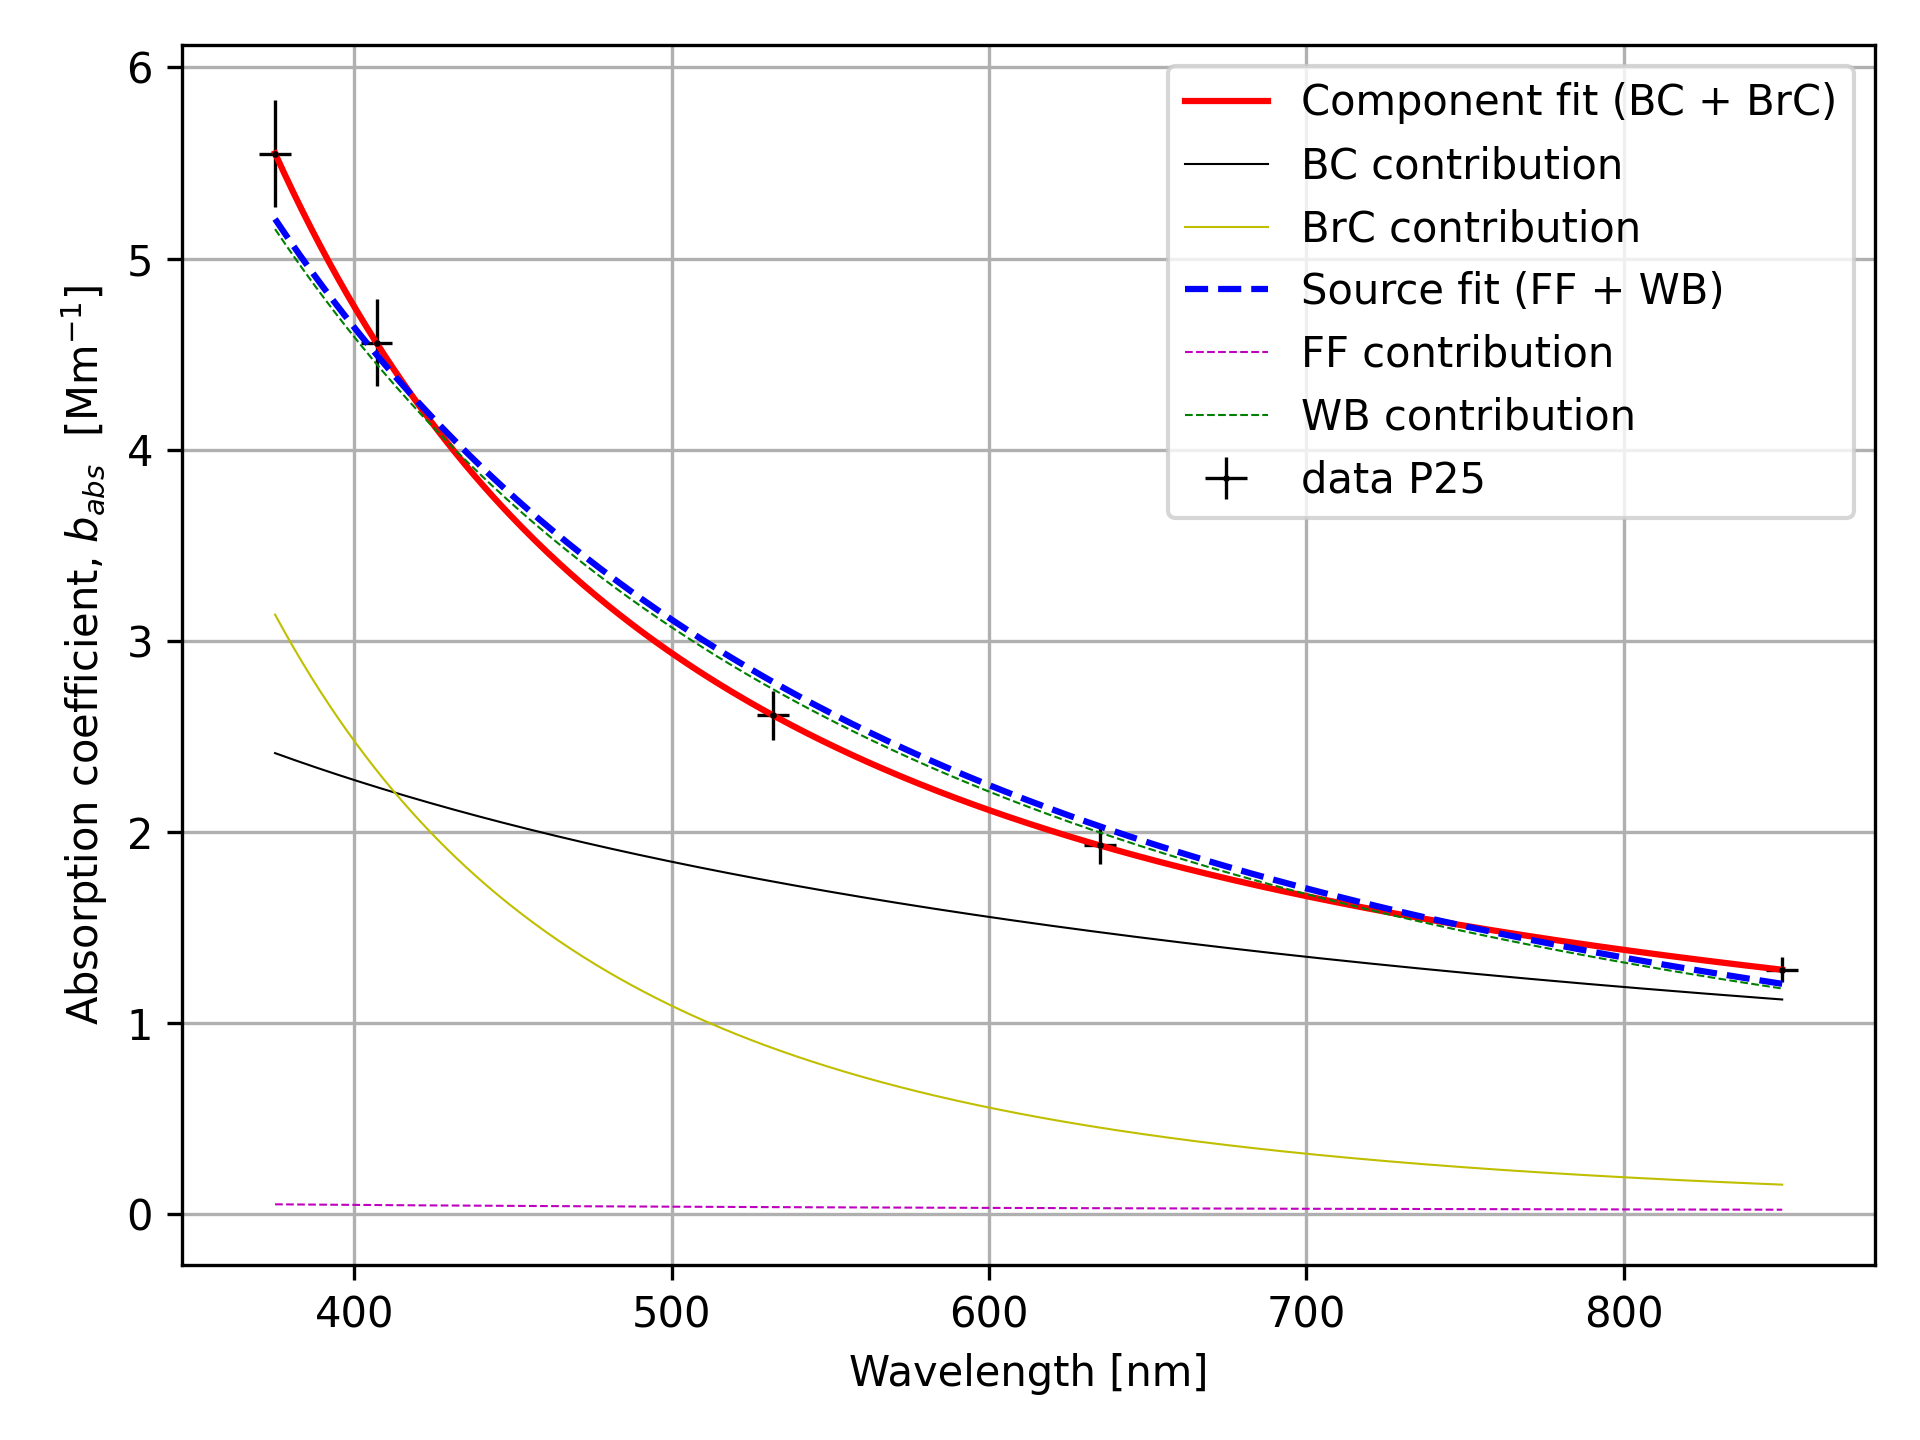 6
5
4
3
2
1
0
400 500 600 700 800
Wavelength [nm]
Absorption coefficient, b_abs [Mm⁻¹]
Component fit (BC + BrC)
BC contribution
BrC contribution
Source fit (FF + WB)
FF contribution
WB contribution
data P25